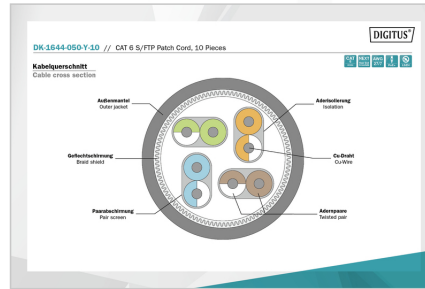 DIGITUS®
DK-1644-050-Y-10 // CAT 6 S/FTP Patch Cord, 10 Pieces
Kabelquerschnitt
Cable cross section
Außenmantel
Outer jacket
Aderisolierung
Isolation
Geflechtschirmung
Braid shield
Cu-Draht
Cu-Wire
Paarabschirmung
Pair screen
Adernpaare
Twisted pair